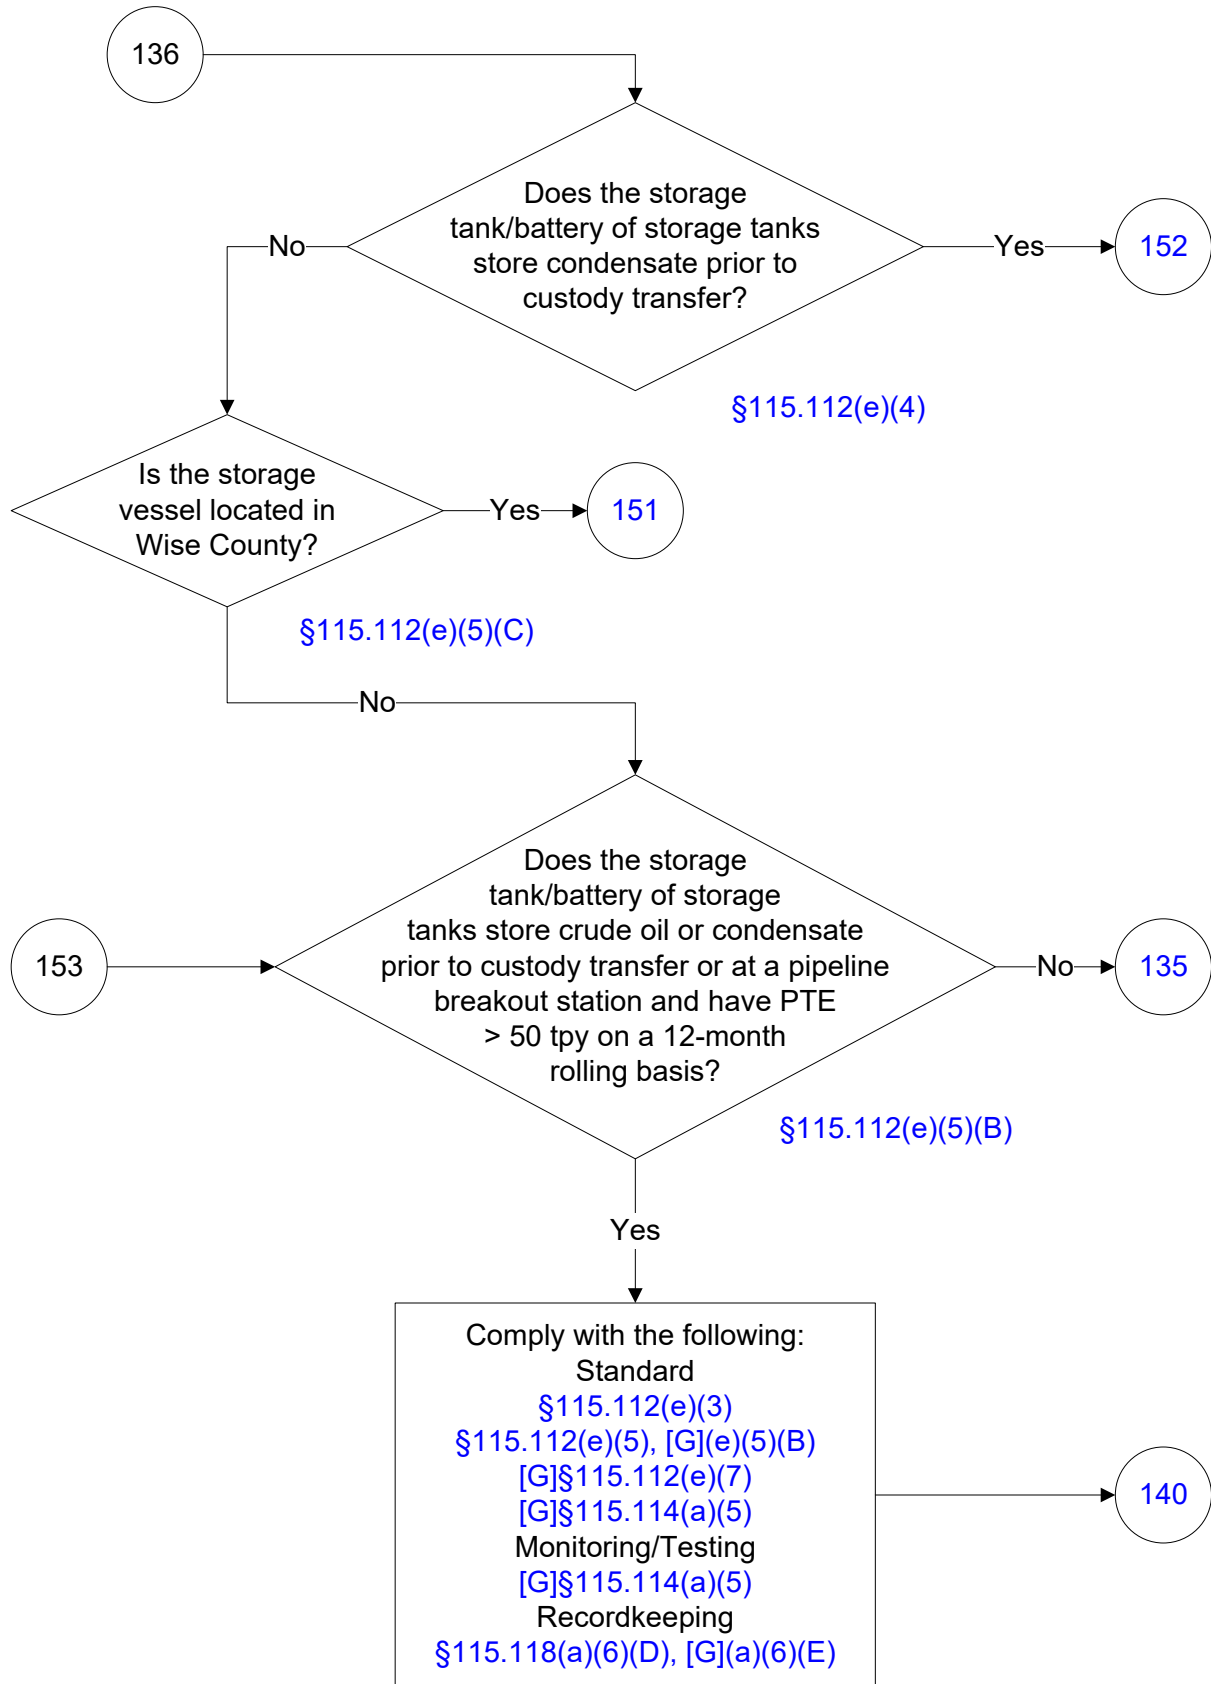 136
Does the storage
tank/battery of storage tanks
store condensate prior to
custody transfer?
No
Yes
152
§115.112(e)(4)
Is the storage
vessel located in
Wise County?
Yes
151
§115.112(e)(5)(C)
No
Does the storage
tank/battery of storage
tanks store crude oil or condensate
prior to custody transfer or at a pipeline
breakout station and have PTE
> 50 tpy on a 12-month
rolling basis?
153
No
135
§115.112(e)(5)(B)
Yes
Comply with the following:
Standard
§115.112(e)(3)
§115.112(e)(5), [G](e)(5)(B)
[G]§115.112(e)(7)
[G]§115.114(a)(5)
Monitoring/Testing
[G]§115.114(a)(5)
Recordkeeping
§115.118(a)(6)(D), [G](a)(6)(E)
140